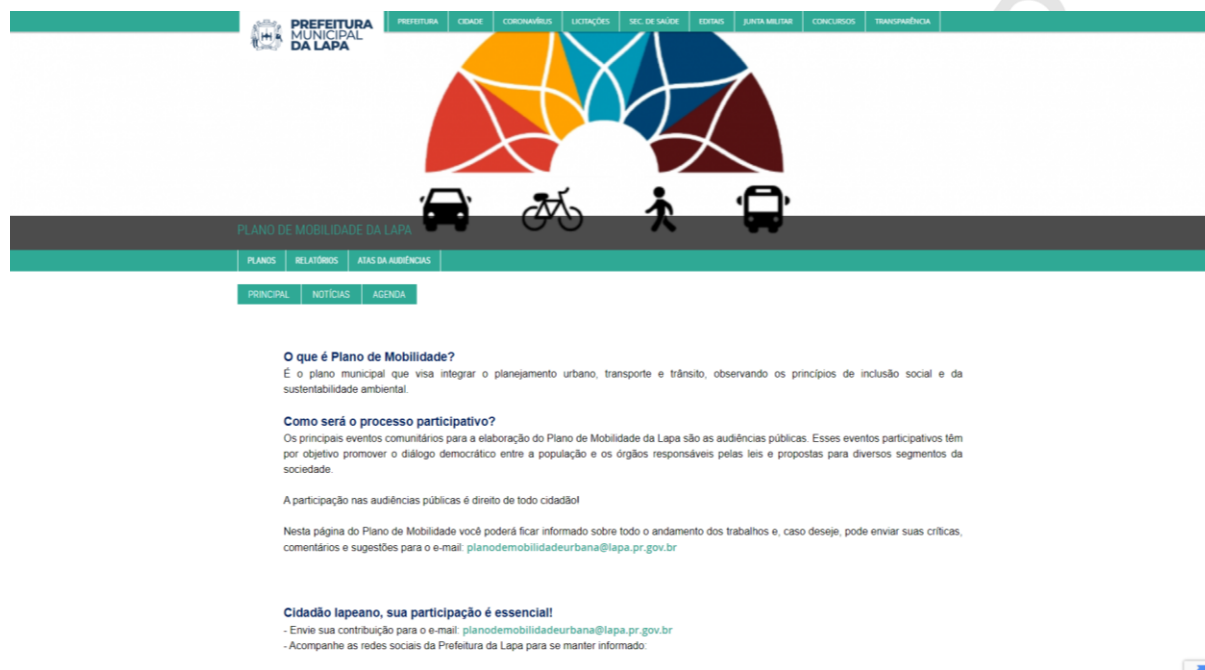 PREFEITURA
MUNICIPAL
DA LAPA
PREFEITURA CIDADE CORONAVÍRUS LICITAÇÕES SEC. DE SAÚDE EDITAIS JUNTA MILITAR CONCURSOS TRANSPARÊNCIA
PLANO DE MOBILIDADE DA LAPA
PLANOS RELATÓRIOS ATAS DA AUDIÊNCIAS
PRINCIPAL NOTÍCIAS AGENDA
O que é Plano de Mobilidade?
É o plano municipal que visa integrar o planejamento urbano, transporte e trânsito, observando os princípios de inclusão social e da
sustentabilidade ambiental.
Como será o processo participativo?
Os principais eventos comunitários para a elaboração do Plano de Mobilidade da Lapa são as audiências públicas. Esses eventos participativos têm
por objetivo promover o diálogo democrático entre a população e os órgãos responsáveis pelas leis e propostas para diversos segmentos da
sociedade.
A participação nas audiências públicas é direito de todo cidadão!
Nesta página do Plano de Mobilidade você poderá ficar informado sobre todo o andamento dos trabalhos e, caso deseje, pode enviar suas críticas,
comentários e sugestões para o e-mail: planodemobilidadeurbana@lapa.pr.gov.br
Cidadão lapeano, sua participação é essencial!
- Envie sua contribuição para o e-mail: planodemobilidadeurbana@lapa.pr.gov.br
- Acompanhe as redes sociais da Prefeitura da Lapa para se manter informado: